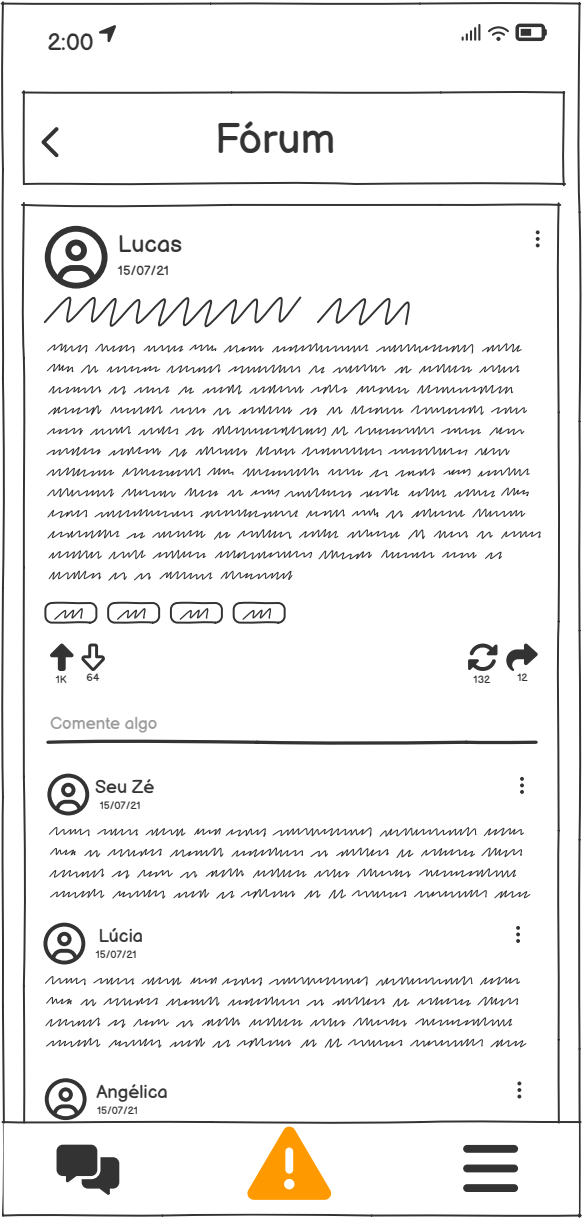 2:00
Fórum
Lucas
15/07/21
1K
64
132
12
Comente algo
Seu Zé
15/07/21
Lúcia
15/07/21
Angélica
15/07/21